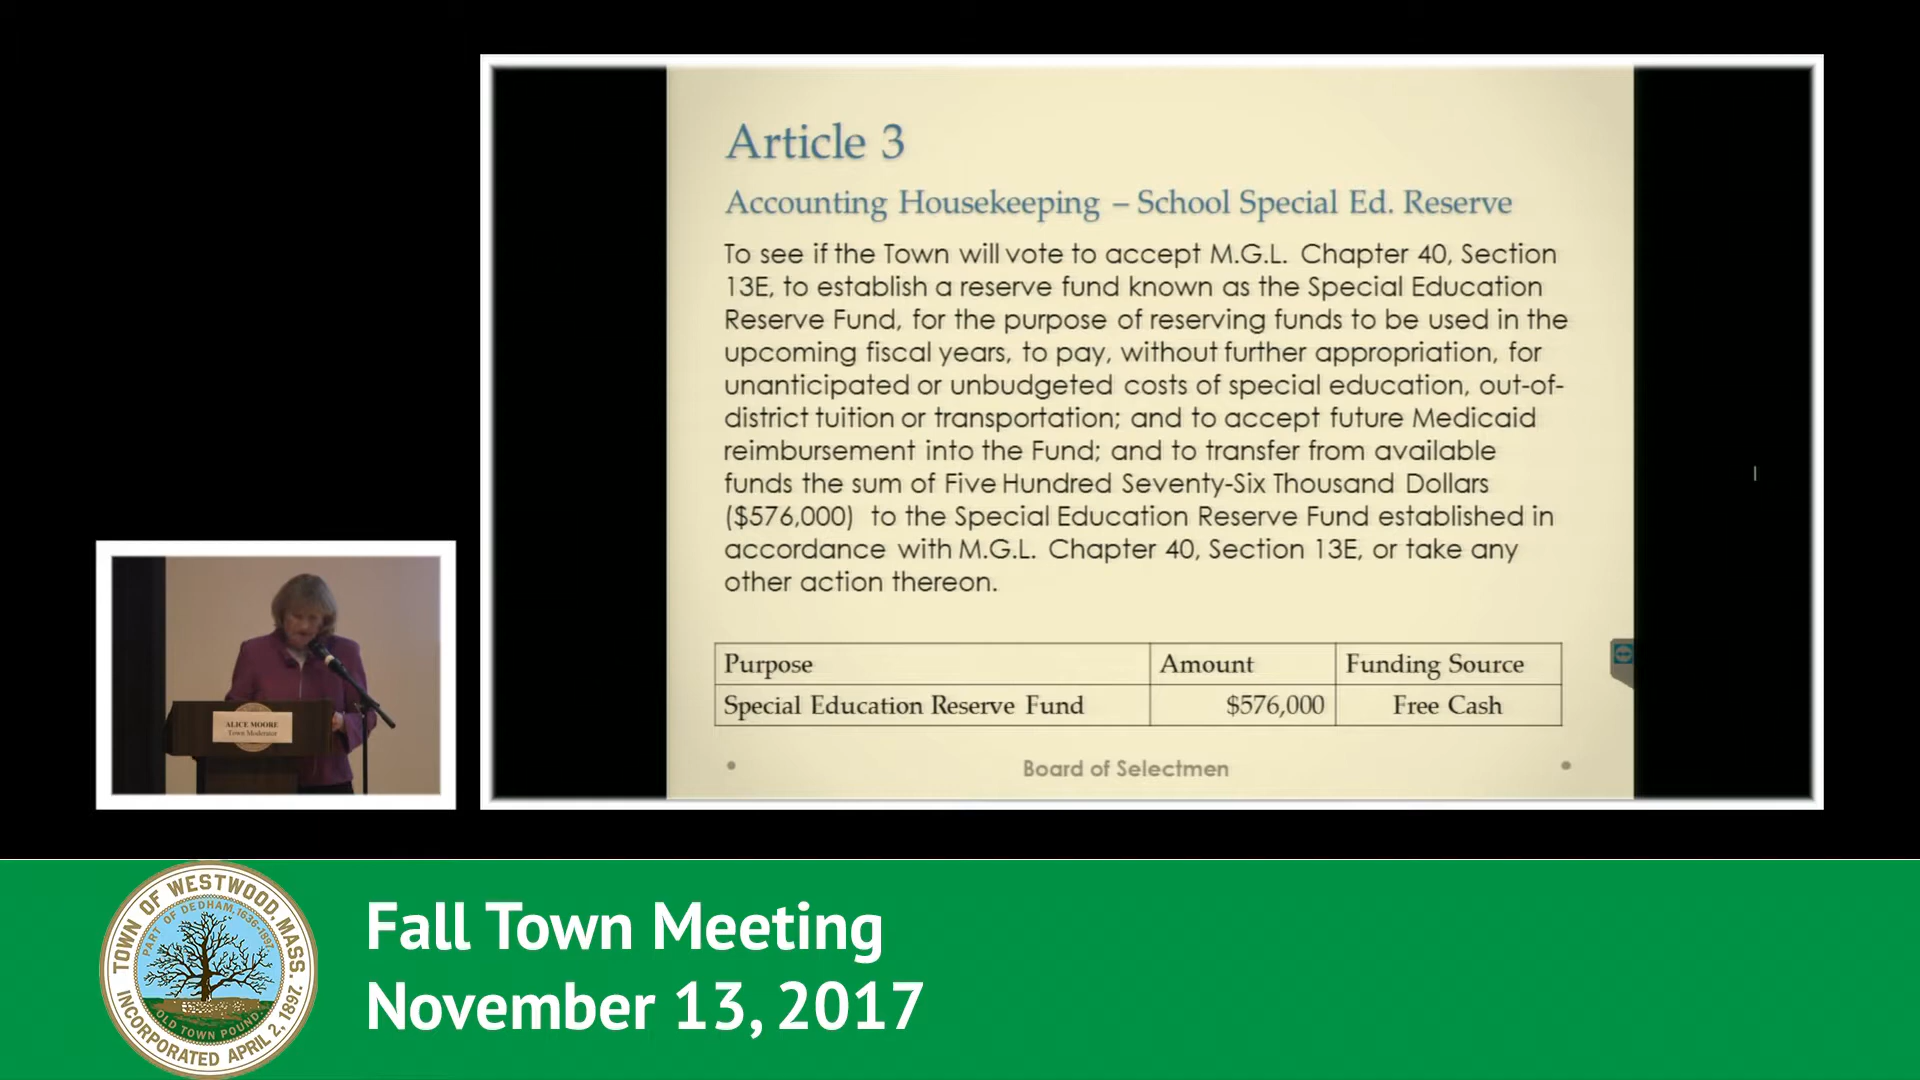 Article 3
Accounting Housekeeping – School Special Ed. Reserve
To see if the Town will vote to accept M.G.L. Chapter 40, Section
13E, to establish a reserve fund known as the Special Education
Reserve Fund, for the purpose of reserving funds to be used in the
upcoming fiscal years, to pay, without further appropriation, for
unanticipated or unbudgeted costs of special education, out-of-
district tuition or transportation; and to accept future Medicaid
reimbursement into the Fund; and to transfer from available
funds the sum of Five Hundred Seventy-Six Thousand Dollars
($576,000) to the Special Education Reserve Fund established in
accordance with M.G.L. Chapter 40, Section 13E, or take any
other action thereon.
Purpose Amount Funding Source
Special Education Reserve Fund $576,000 Free Cash
Board of Selectmen
ALICE MOORE
Town Moderator
TOWN OF WESTWOOD, MASS.
PART OF DEDHAM, 1636-1897.
OLD TOWN POUND.
INCORPORATED APRIL 2, 1897.
Fall Town Meeting
November 13, 2017